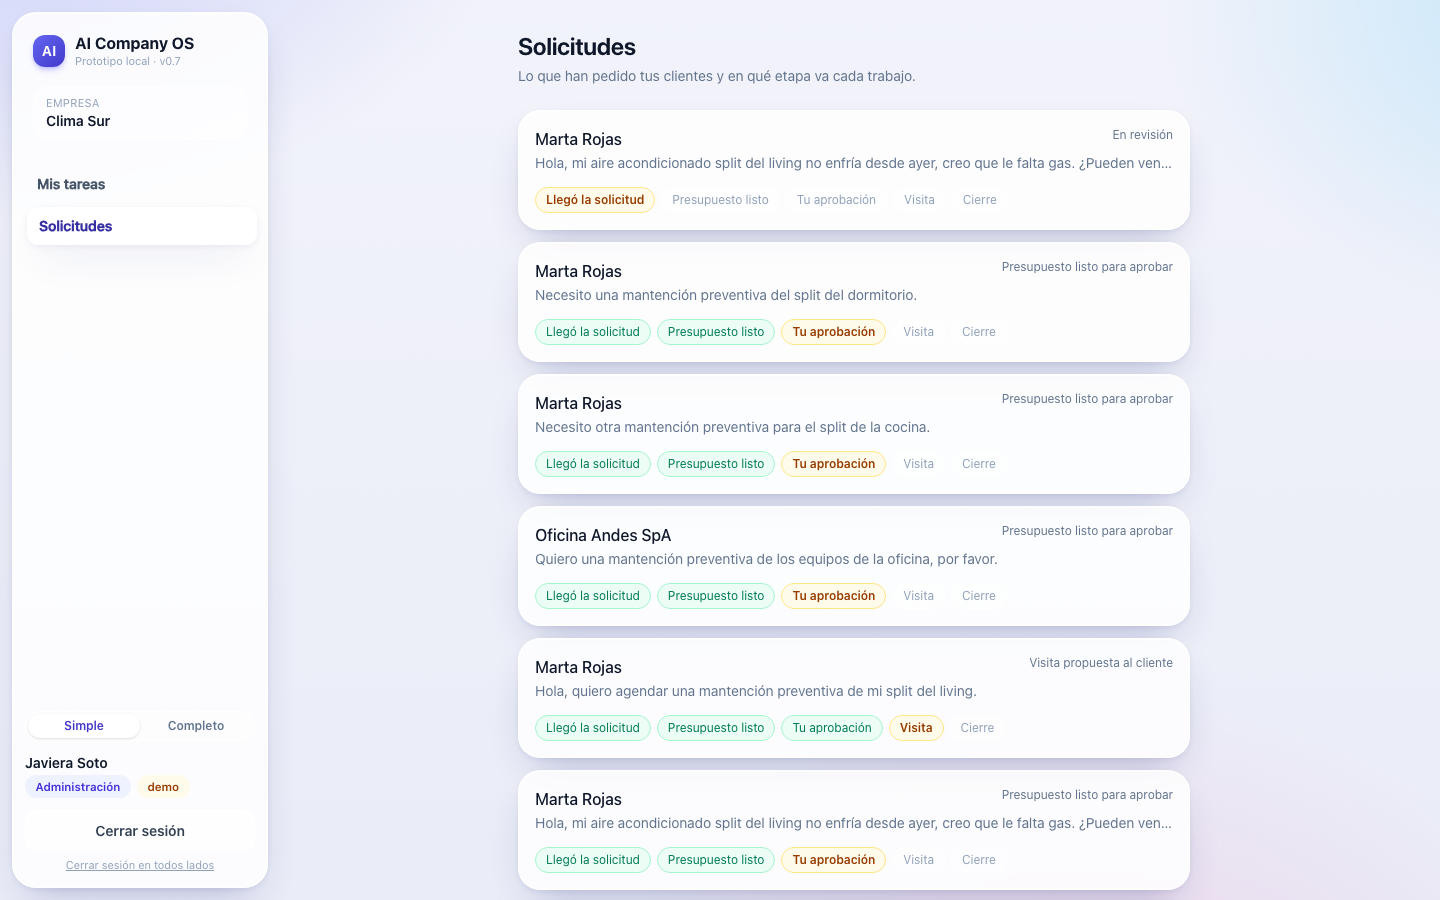 AI
AI Company OS
Prototipo local · v0.7
EMPRESA
Clima Sur
Mis tareas
Solicitudes
Simple
Completo
Javiera Soto
Administración
demo
Cerrar sesión
Cerrar sesión en todos lados
Solicitudes
Lo que han pedido tus clientes y en qué etapa va cada trabajo.
Marta Rojas
En revisión
Hola, mi aire acondicionado split del living no enfría desde ayer, creo que le falta gas. ¿Pueden ven...
Llegó la solicitud Presupuesto listo Tu aprobación Visita Cierre
Marta Rojas
Presupuesto listo para aprobar
Necesito una mantención preventiva del split del dormitorio.
Llegó la solicitud Presupuesto listo Tu aprobación Visita Cierre
Marta Rojas
Presupuesto listo para aprobar
Necesito otra mantención preventiva para el split de la cocina.
Llegó la solicitud Presupuesto listo Tu aprobación Visita Cierre
Oficina Andes SpA
Presupuesto listo para aprobar
Quiero una mantención preventiva de los equipos de la oficina, por favor.
Llegó la solicitud Presupuesto listo Tu aprobación Visita Cierre
Marta Rojas
Visita propuesta al cliente
Hola, quiero agendar una mantención preventiva de mi split del living.
Llegó la solicitud Presupuesto listo Tu aprobación Visita Cierre
Marta Rojas
Presupuesto listo para aprobar
Hola, mi aire acondicionado split del living no enfría desde ayer, creo que le falta gas. ¿Pueden ven...
Llegó la solicitud Presupuesto listo Tu aprobación Visita Cierre